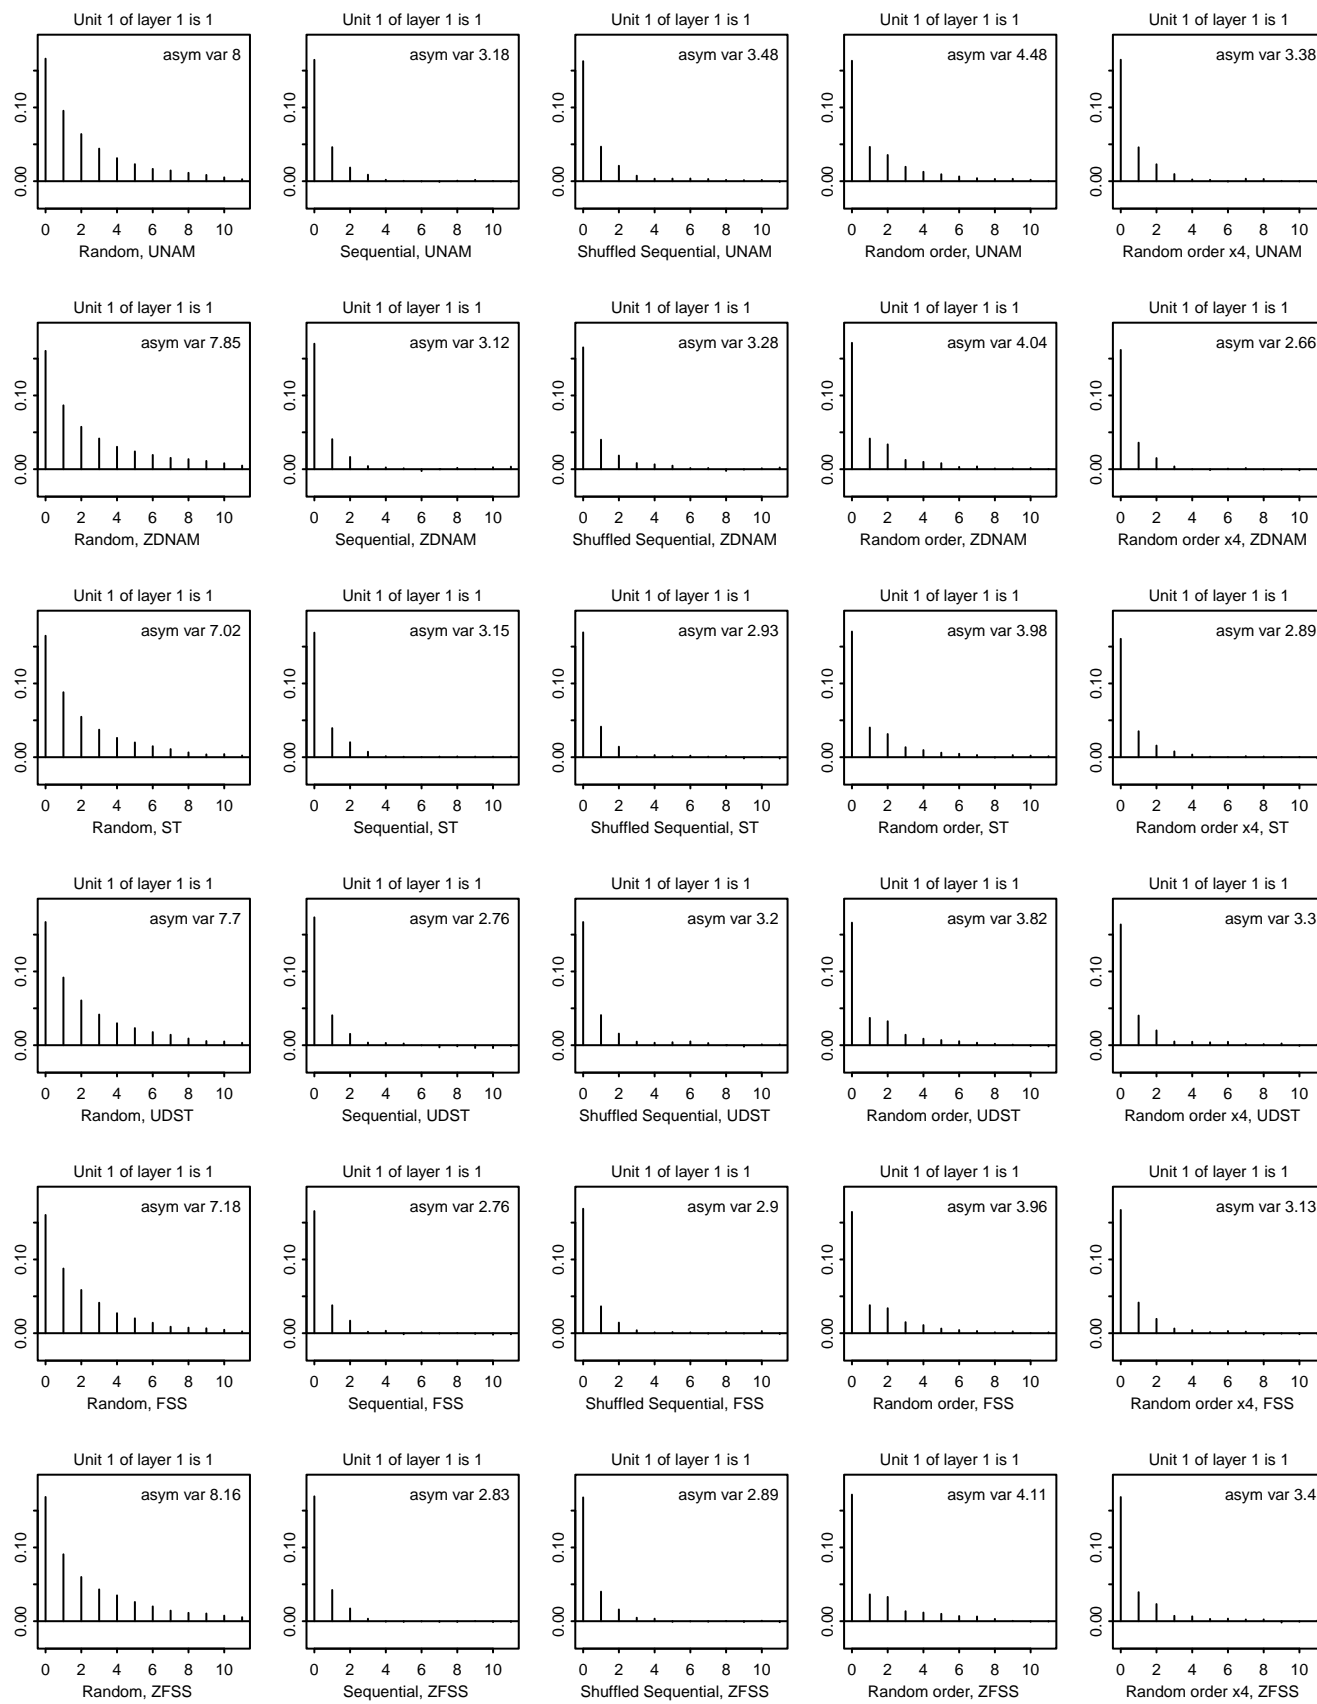 Unit 1 of layer 1 is 1 Unit 1 of layer 1 is 1 Unit 1 of layer 1 is 1 Unit 1 of layer 1 is 1 Unit 1 of layer 1 is 1
asym var 8 asym var 3.18 asym var 3.48 asym var 4.48 asym var 3.38
0.10 0.10 0.10 0.10 0.10
0.00 0.00 0.00 0.00 0.00
0 2 4 6 8 10 0 2 4 6 8 10 0 2 4 6 8 10 0 2 4 6 8 10 0 2 4 6 8 10
Random, UNAM Sequential, UNAM Shuffled Sequential, UNAM Random order, UNAM Random order x4, UNAM
Unit 1 of layer 1 is 1 Unit 1 of layer 1 is 1 Unit 1 of layer 1 is 1 Unit 1 of layer 1 is 1 Unit 1 of layer 1 is 1
asym var 7.85 asym var 3.12 asym var 3.28 asym var 4.04 asym var 2.66
0.10 0.10 0.10 0.10 0.10
0.00 0.00 0.00 0.00 0.00
0 2 4 6 8 10 0 2 4 6 8 10 0 2 4 6 8 10 0 2 4 6 8 10 0 2 4 6 8 10
Random, ZDNAM Sequential, ZDNAM Shuffled Sequential, ZDNAM Random order, ZDNAM Random order x4, ZDNAM
Unit 1 of layer 1 is 1 Unit 1 of layer 1 is 1 Unit 1 of layer 1 is 1 Unit 1 of layer 1 is 1 Unit 1 of layer 1 is 1
asym var 7.02 asym var 3.15 asym var 2.93 asym var 3.98 asym var 2.89
0.10 0.10 0.10 0.10 0.10
0.00 0.00 0.00 0.00 0.00
0 2 4 6 8 10 0 2 4 6 8 10 0 2 4 6 8 10 0 2 4 6 8 10 0 2 4 6 8 10
Random, ST Sequential, ST Shuffled Sequential, ST Random order, ST Random order x4, ST
Unit 1 of layer 1 is 1 Unit 1 of layer 1 is 1 Unit 1 of layer 1 is 1 Unit 1 of layer 1 is 1 Unit 1 of layer 1 is 1
asym var 7.7 asym var 2.76 asym var 3.2 asym var 3.82 asym var 3.3
0.10 0.10 0.10 0.10 0.10
0.00 0.00 0.00 0.00 0.00
0 2 4 6 8 10 0 2 4 6 8 10 0 2 4 6 8 10 0 2 4 6 8 10 0 2 4 6 8 10
Random, UDST Sequential, UDST Shuffled Sequential, UDST Random order, UDST Random order x4, UDST
Unit 1 of layer 1 is 1 Unit 1 of layer 1 is 1 Unit 1 of layer 1 is 1 Unit 1 of layer 1 is 1 Unit 1 of layer 1 is 1
asym var 7.18 asym var 2.76 asym var 2.9 asym var 3.96 asym var 3.13
0.10 0.10 0.10 0.10 0.10
0.00 0.00 0.00 0.00 0.00
0 2 4 6 8 10 0 2 4 6 8 10 0 2 4 6 8 10 0 2 4 6 8 10 0 2 4 6 8 10
Random, FSS Sequential, FSS Shuffled Sequential, FSS Random order, FSS Random order x4, FSS
Unit 1 of layer 1 is 1 Unit 1 of layer 1 is 1 Unit 1 of layer 1 is 1 Unit 1 of layer 1 is 1 Unit 1 of layer 1 is 1
asym var 8.16 asym var 2.83 asym var 2.89 asym var 4.11 asym var 3.4
0.10 0.10 0.10 0.10 0.10
0.00 0.00 0.00 0.00 0.00
0 2 4 6 8 10 0 2 4 6 8 10 0 2 4 6 8 10 0 2 4 6 8 10 0 2 4 6 8 10
Random, ZFSS Sequential, ZFSS Shuffled Sequential, ZFSS Random order, ZFSS Random order x4, ZFSS